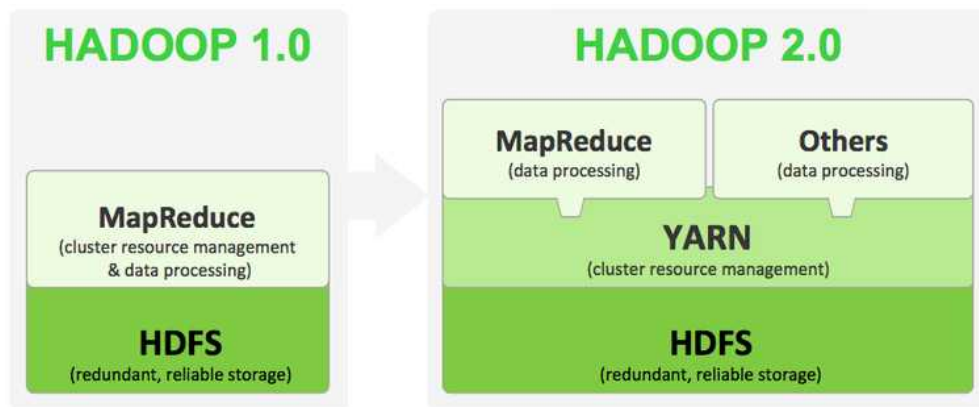 HADOOP 1.0
MapReduce
(cluster resource management
& data processing)
HDFS
(redundant, reliable storage)
HADOOP 2.0
MapReduce
(data processing)
Others
(data processing)
YARN
(cluster resource management)
HDFS
(redundant, reliable storage)